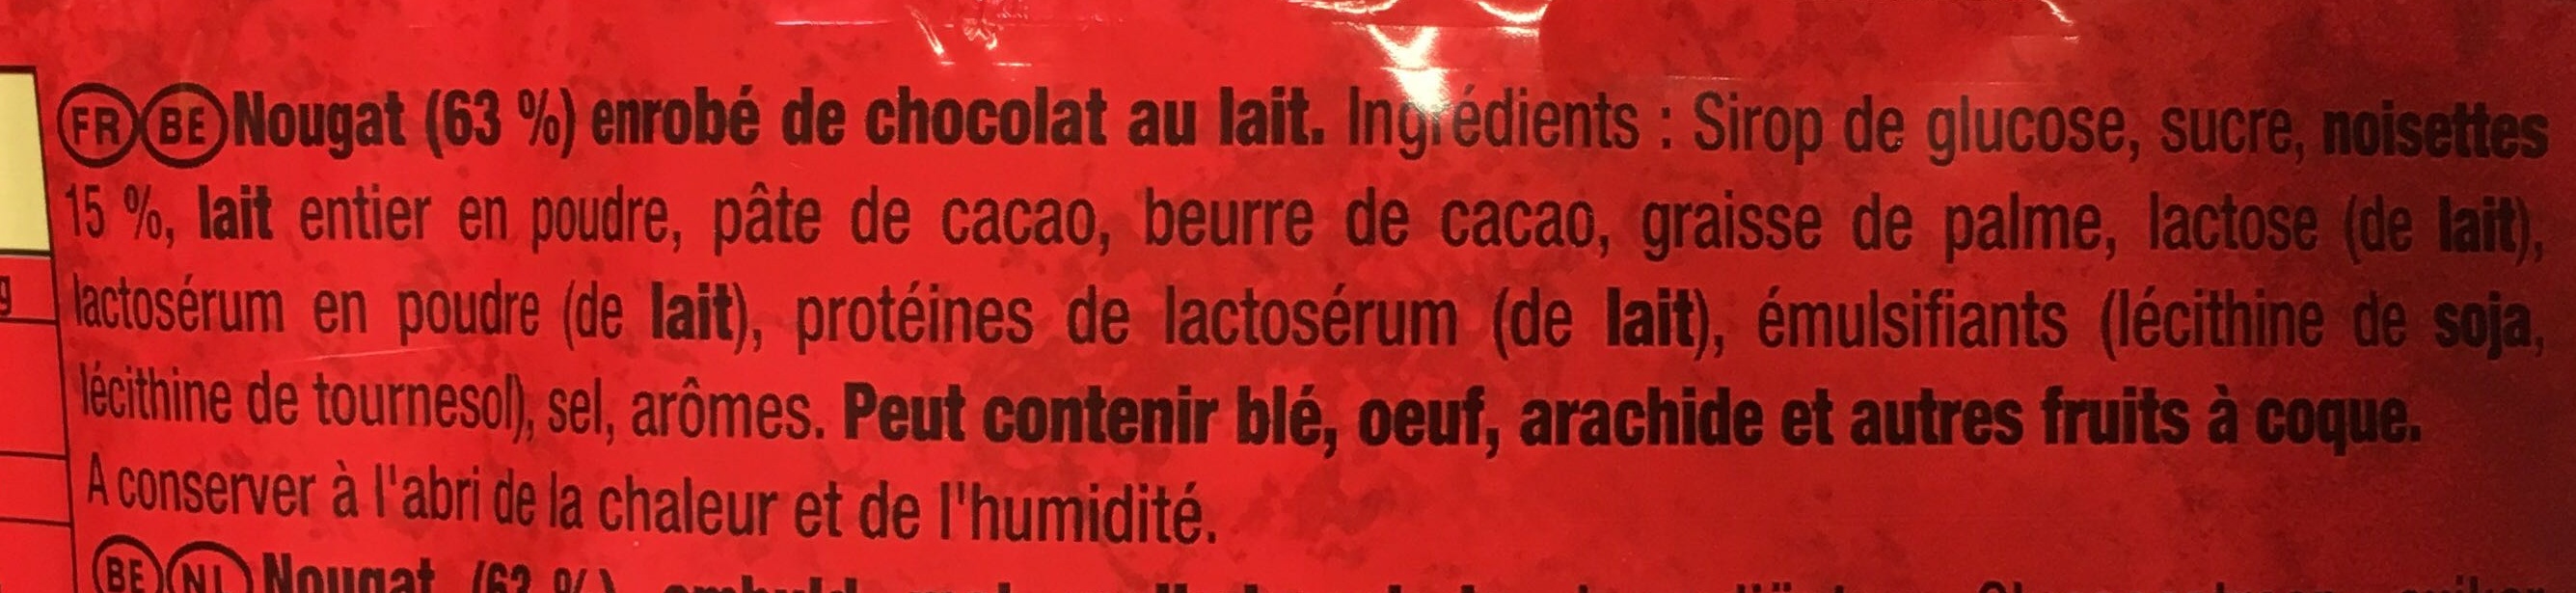 FR BE Nougat (63 %) enrobé de chocolat au lait. Ingrédients : Sirop de glucose, sucre, noisettes
15 %, lait entier en poudre, pâte de cacao, beurre de cacao, graisse de palme, lactose (de lait),
g lactosérum en poudre (de lait), protéines de lactosérum (de lait), émulsifiants (lécithine de soja,
lécithine de tournesol), sel, arômes. Peut contenir blé, oeuf, arachide et autres fruits à coque.
A conserver à l'abri de la chaleur et de l'humidité.
BE NL Nougat (63 %)